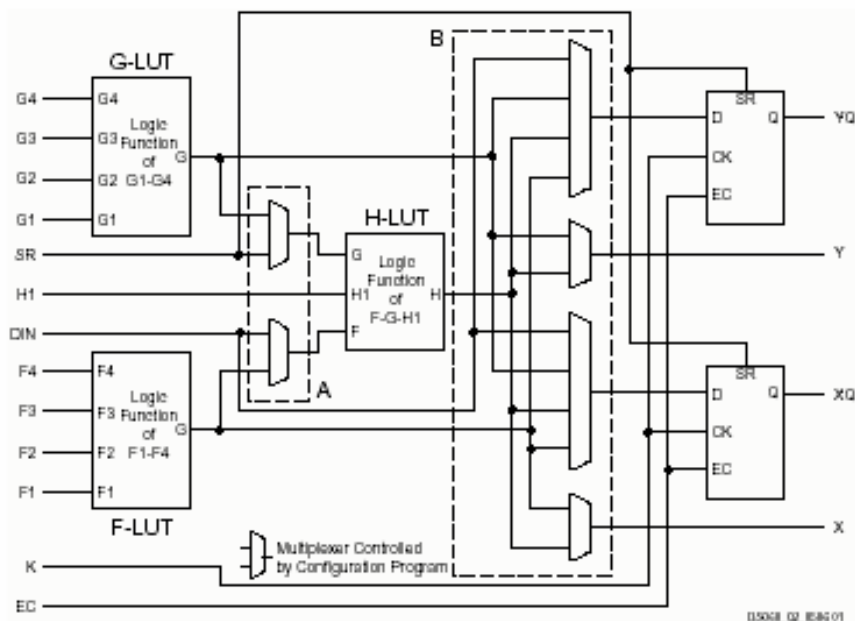 B
G-LUT
G4 G4 SR
G3 G3 Logic Function of G1-G4 G D Q YQ
G2 G2 CK
G1 G1 H-LUT EC
SR G Logic Function of F-G-H1 Y
H1 H1 H
DIN F
F4 F4 A SR
F3 F3 Logic Function of F1-F4 G D Q XQ
F2 F2 CK
F1 F1 EC
F-LUT
Multiplexer Controlled
by Configuration Program
X
K
EC